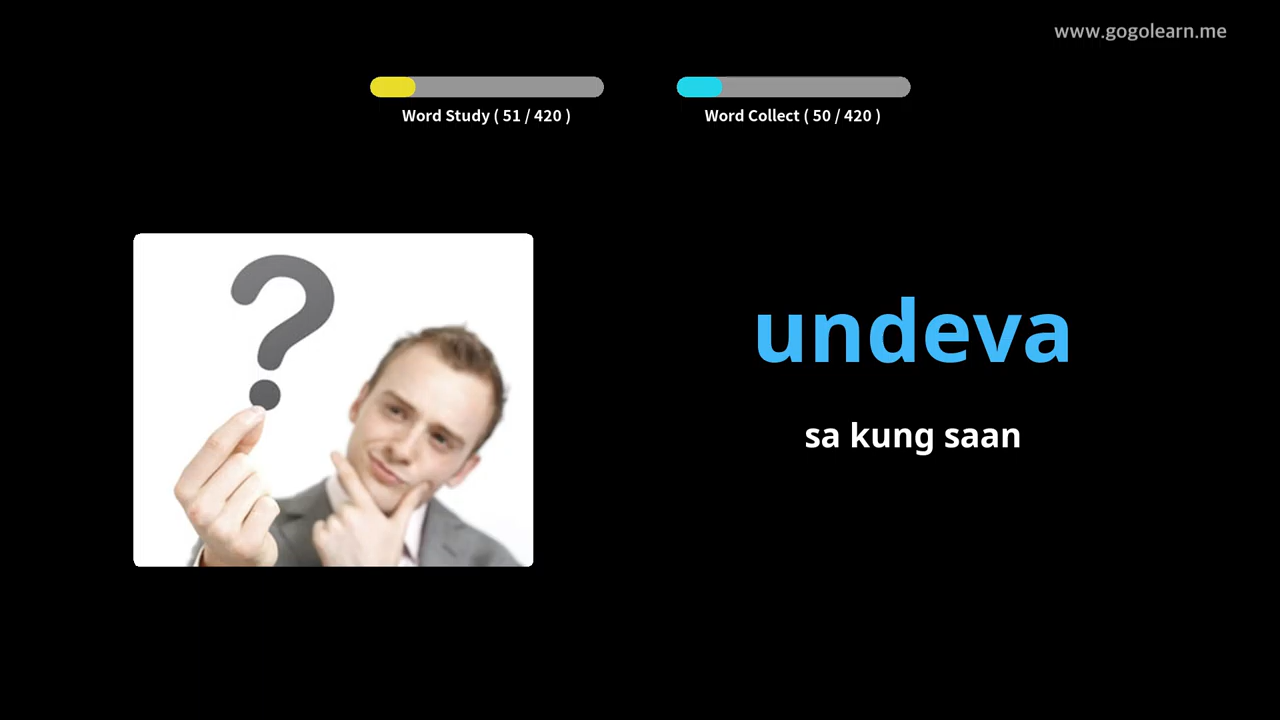 www.gogolearn.me
Word Study ( 51 / 420 )
Word Collect ( 50 / 420 )
undeva
sa kung saan